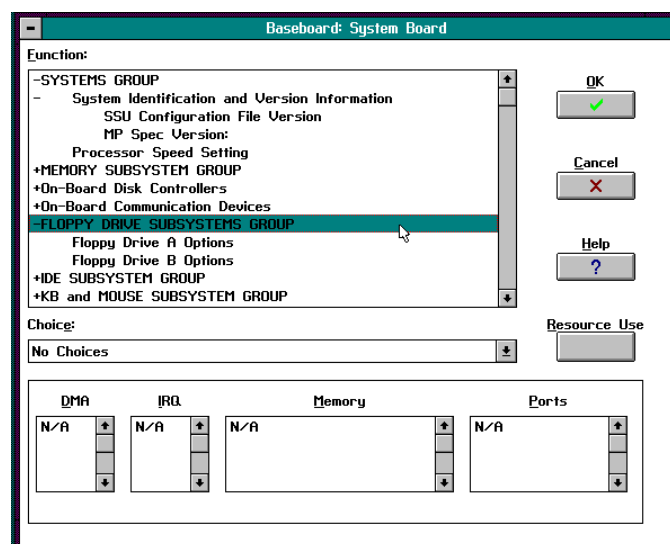 Baseboard: System Board
Function:
-SYSTEMS GROUP
- System Identification and Version Information
SSU Configuration File Version
MP Spec Version:
Processor Speed Setting
+MEMORY SUBSYSTEM GROUP
+On-Board Disk Controllers
+On-Board Communication Devices
-FLOPPY DRIVE SUBSYSTEMS GROUP
Floppy Drive A Options
Floppy Drive B Options
+IDE SUBSYSTEM GROUP
+KB and MOUSE SUBSYSTEM GROUP
OK
Cancel
Help
?
Choice:
Resource Use
No Choices
DMA IRQ Memory Ports
N/A N/A N/A N/A